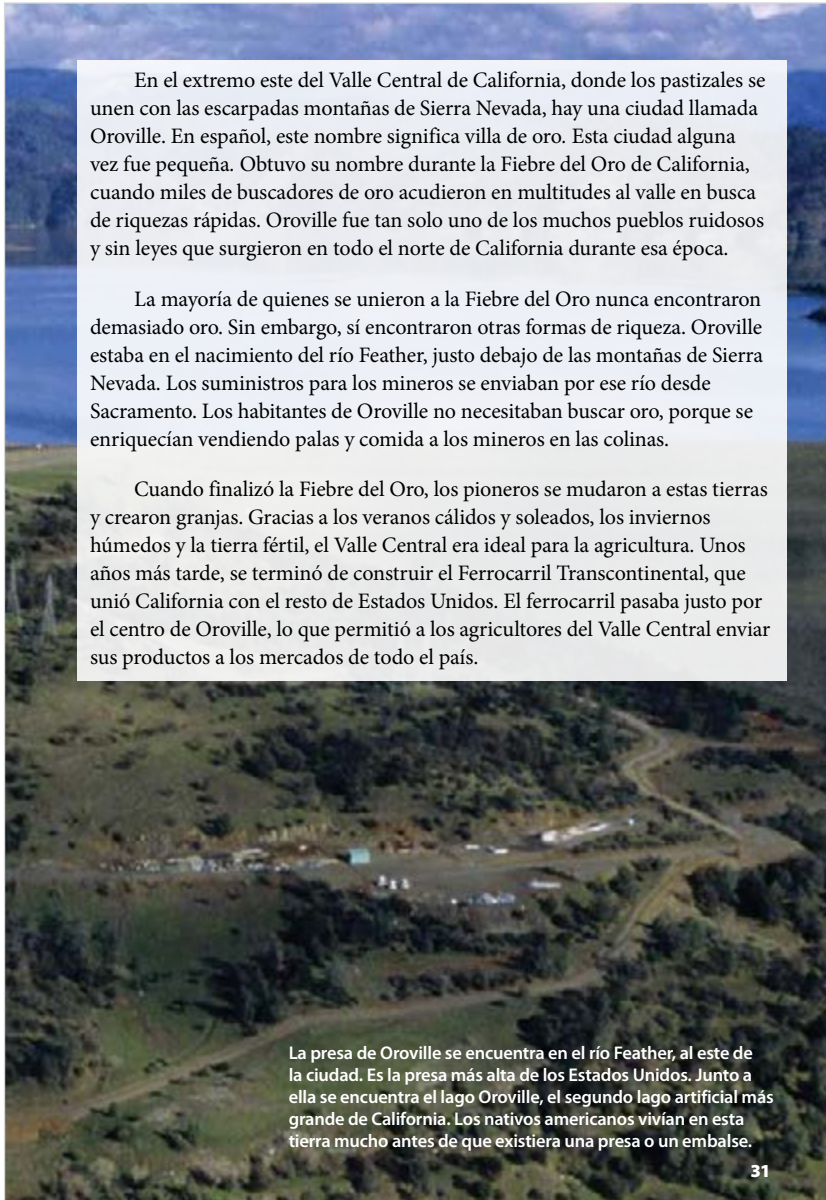 En el extremo este del Valle Central de California, donde los pastizales se
unen con las escarpadas montañas de Sierra Nevada, hay una ciudad llamada
Oroville. En español, este nombre significa villa de oro. Esta ciudad alguna
vez fue pequeña. Obtuvo su nombre durante la Fiebre del Oro de California,
cuando miles de buscadores de oro acudieron en multitudes al valle en busca
de riquezas rápidas. Oroville fue tan solo uno de los muchos pueblos ruidosos
y sin leyes que surgieron en todo el norte de California durante esa época.
La mayoría de quienes se unieron a la Fiebre del Oro nunca encontraron
demasiado oro. Sin embargo, sí encontraron otras formas de riqueza. Oroville
estaba en el nacimiento del río Feather, justo debajo de las montañas de Sierra
Nevada. Los suministros para los mineros se enviaban por ese río desde
Sacramento. Los habitantes de Oroville no necesitaban buscar oro, porque se
enriquecían vendiendo palas y comida a los mineros en las colinas.
Cuando finalizó la Fiebre del Oro, los pioneros se mudaron a estas tierras
y crearon granjas. Gracias a los veranos cálidos y soleados, los inviernos
húmedos y la tierra fértil, el Valle Central era ideal para la agricultura. Unos
años más tarde, se terminó de construir el Ferrocarril Transcontinental, que
unió California con el resto de Estados Unidos. El ferrocarril pasaba justo por
el centro de Oroville, lo que permitió a los agricultores del Valle Central enviar
sus productos a los mercados de todo el país.
La presa de Oroville se encuentra en el río Feather, al este de
la ciudad. Es la presa más alta de los Estados Unidos. Junto a
ella se encuentra el lago Oroville, el segundo lago artificial más
grande de California. Los nativos americanos vivían en esta
tierra mucho antes de que existiera una presa o un embalse.
31